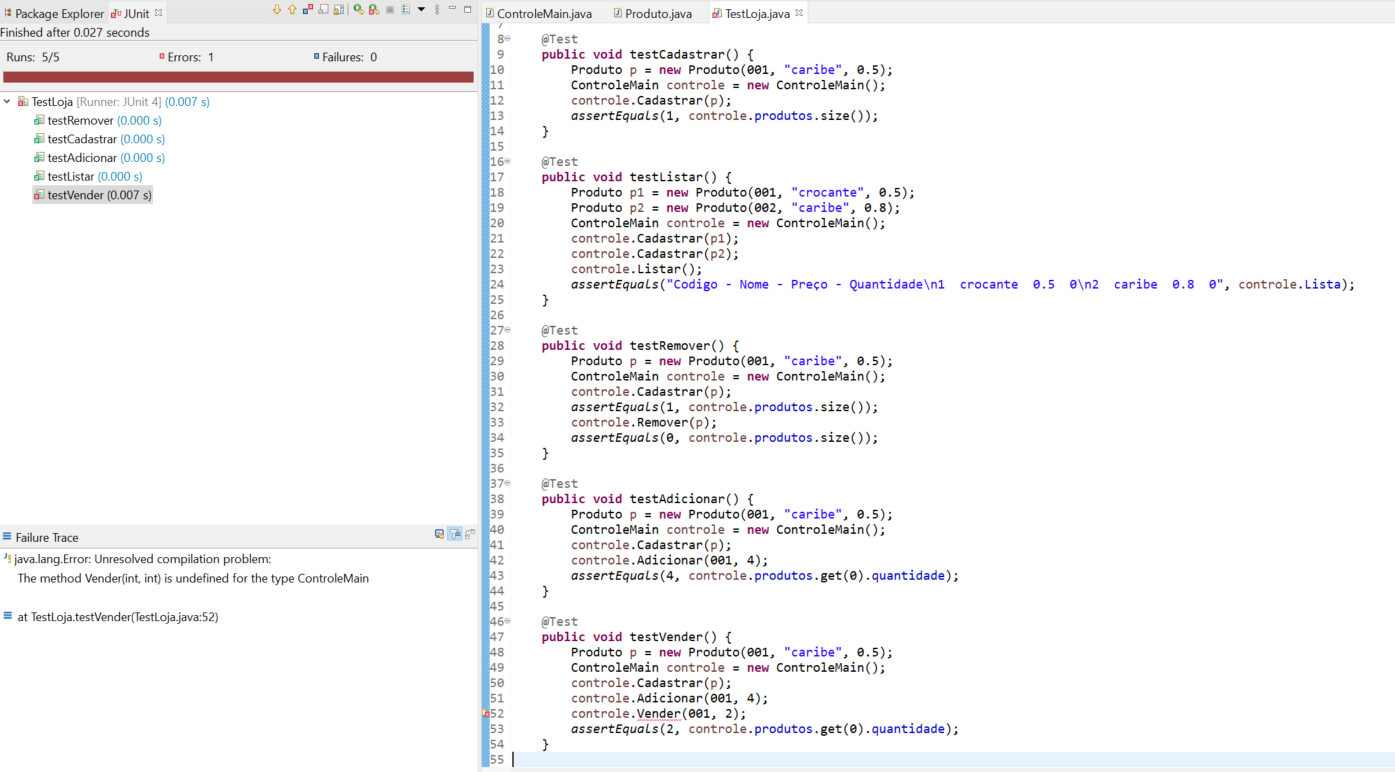 Package Explorer JUnit
Finished after 0.027 seconds
Runs: 5/5 Errors: 1 Failures: 0
TestLoja [Runner: JUnit 4] (0.007 s)
testRemover (0.000 s)
testCadastrar (0.000 s)
testAdicionar (0.000 s)
testListar (0.000 s)
testVender (0.007 s)
Failure Trace
java.lang.Error: Unresolved compilation problem:
The method Vender(int, int) is undefined for the type ControleMain
at TestLoja.testVender(TestLoja.java:52)
ControleMain.java Produto.java TestLoja.java
7
8 @Test
9 public void testCadastrar() {
10 Produto p = new Produto(001, "caribe", 0.5);
11 ControleMain controle = new ControleMain();
12 controle.Cadastrar(p);
13 assertEquals(1, controle.produtos.size());
14 }
15
16 @Test
17 public void testListar() {
18 Produto p1 = new Produto(001, "crocante", 0.5);
19 Produto p2 = new Produto(002, "caribe", 0.8);
20 ControleMain controle = new ControleMain();
21 controle.Cadastrar(p1);
22 controle.Cadastrar(p2);
23 controle.Listar();
24 assertEquals("Codigo - Nome - Preço - Quantidade\n1  crocante  0.5  0\n2  caribe  0.8  0", controle.Lista);
25 }
26
27 @Test
28 public void testRemover() {
29 Produto p = new Produto(001, "caribe", 0.5);
30 ControleMain controle = new ControleMain();
31 controle.Cadastrar(p);
32 assertEquals(1, controle.produtos.size());
33 controle.Remover(p);
34 assertEquals(0, controle.produtos.size());
35 }
36
37 @Test
38 public void testAdicionar() {
39 Produto p = new Produto(001, "caribe", 0.5);
40 ControleMain controle = new ControleMain();
41 controle.Cadastrar(p);
42 controle.Adicionar(001, 4);
43 assertEquals(4, controle.produtos.get(0).quantidade);
44 }
45
46 @Test
47 public void testVender() {
48 Produto p = new Produto(001, "caribe", 0.5);
49 ControleMain controle = new ControleMain();
50 controle.Cadastrar(p);
51 controle.Adicionar(001, 4);
52 controle.Vender(001, 2);
53 assertEquals(2, controle.produtos.get(0).quantidade);
54 }
55